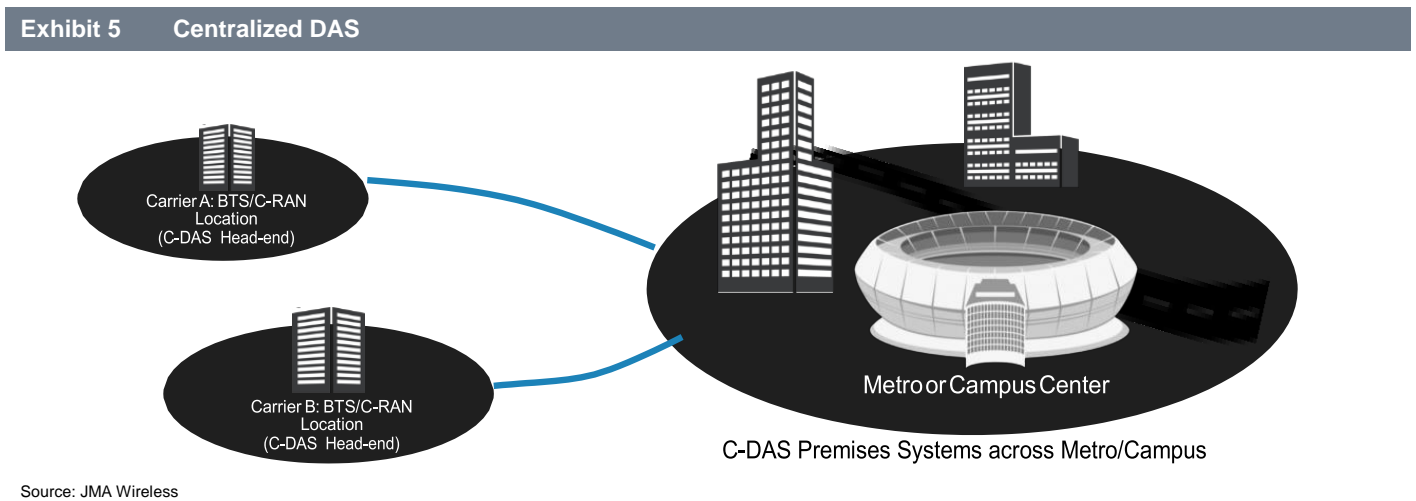 Exhibit 5 Centralized DAS
Carrier A: BTS/C-RAN
Location
(C-DAS Head-end)
Carrier B: BTS/C-RAN
Location
(C-DAS Head-end)
Metro or Campus Center
C-DAS Premises Systems across Metro/Campus
Source: JMA Wireless